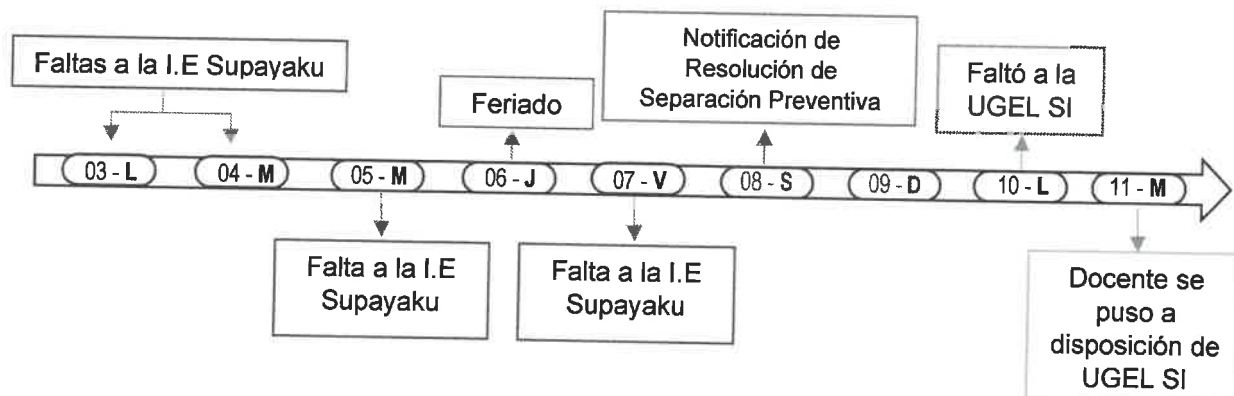 Faltas a la I.E Supayaku
Feriado
Notificación de
Resolución de
Separación Preventiva
Faltó a la
UGEL SI
03 - L
04 - M
05 - M
06 - J
07 - V
08 - S
09 - D
10 - L
11 - M
Falta a la I.E
Supayaku
Falta a la I.E
Supayaku
Docente se
puso a
disposición de
UGEL SI